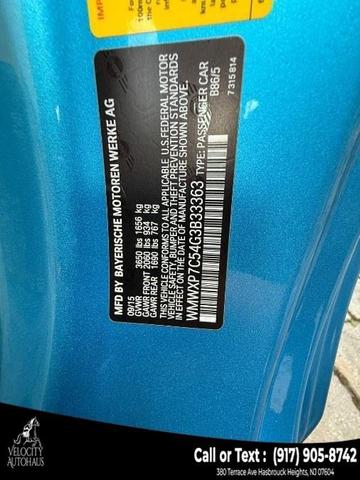 MFD BY BAYERISCHE MOTOREN WERKE AG
09/15
GVWR 3650 lbs 1656 kg
GAWR FRONT 2060 lbs 934 kg
GAWR REAR 1690 lbs 767 kg
THIS VEHICLE CONFORMS TO ALL APPLICABLE U.S. FEDERAL MOTOR
VEHICLE SAFETY, BUMPER AND THEFT PREVENTION STANDARDS
IN EFFECT ON THE DATE OF MANUFACTURE SHOWN ABOVE.
WMWXP7C54G3B33363 TYPE: PASSENGER CAR
B86/5
7 315 814
VELOCITY
AUTOHAUS
Call or Text : (917) 905-8742
380 Terrace Ave Hasbrouck Heights, NJ 07604